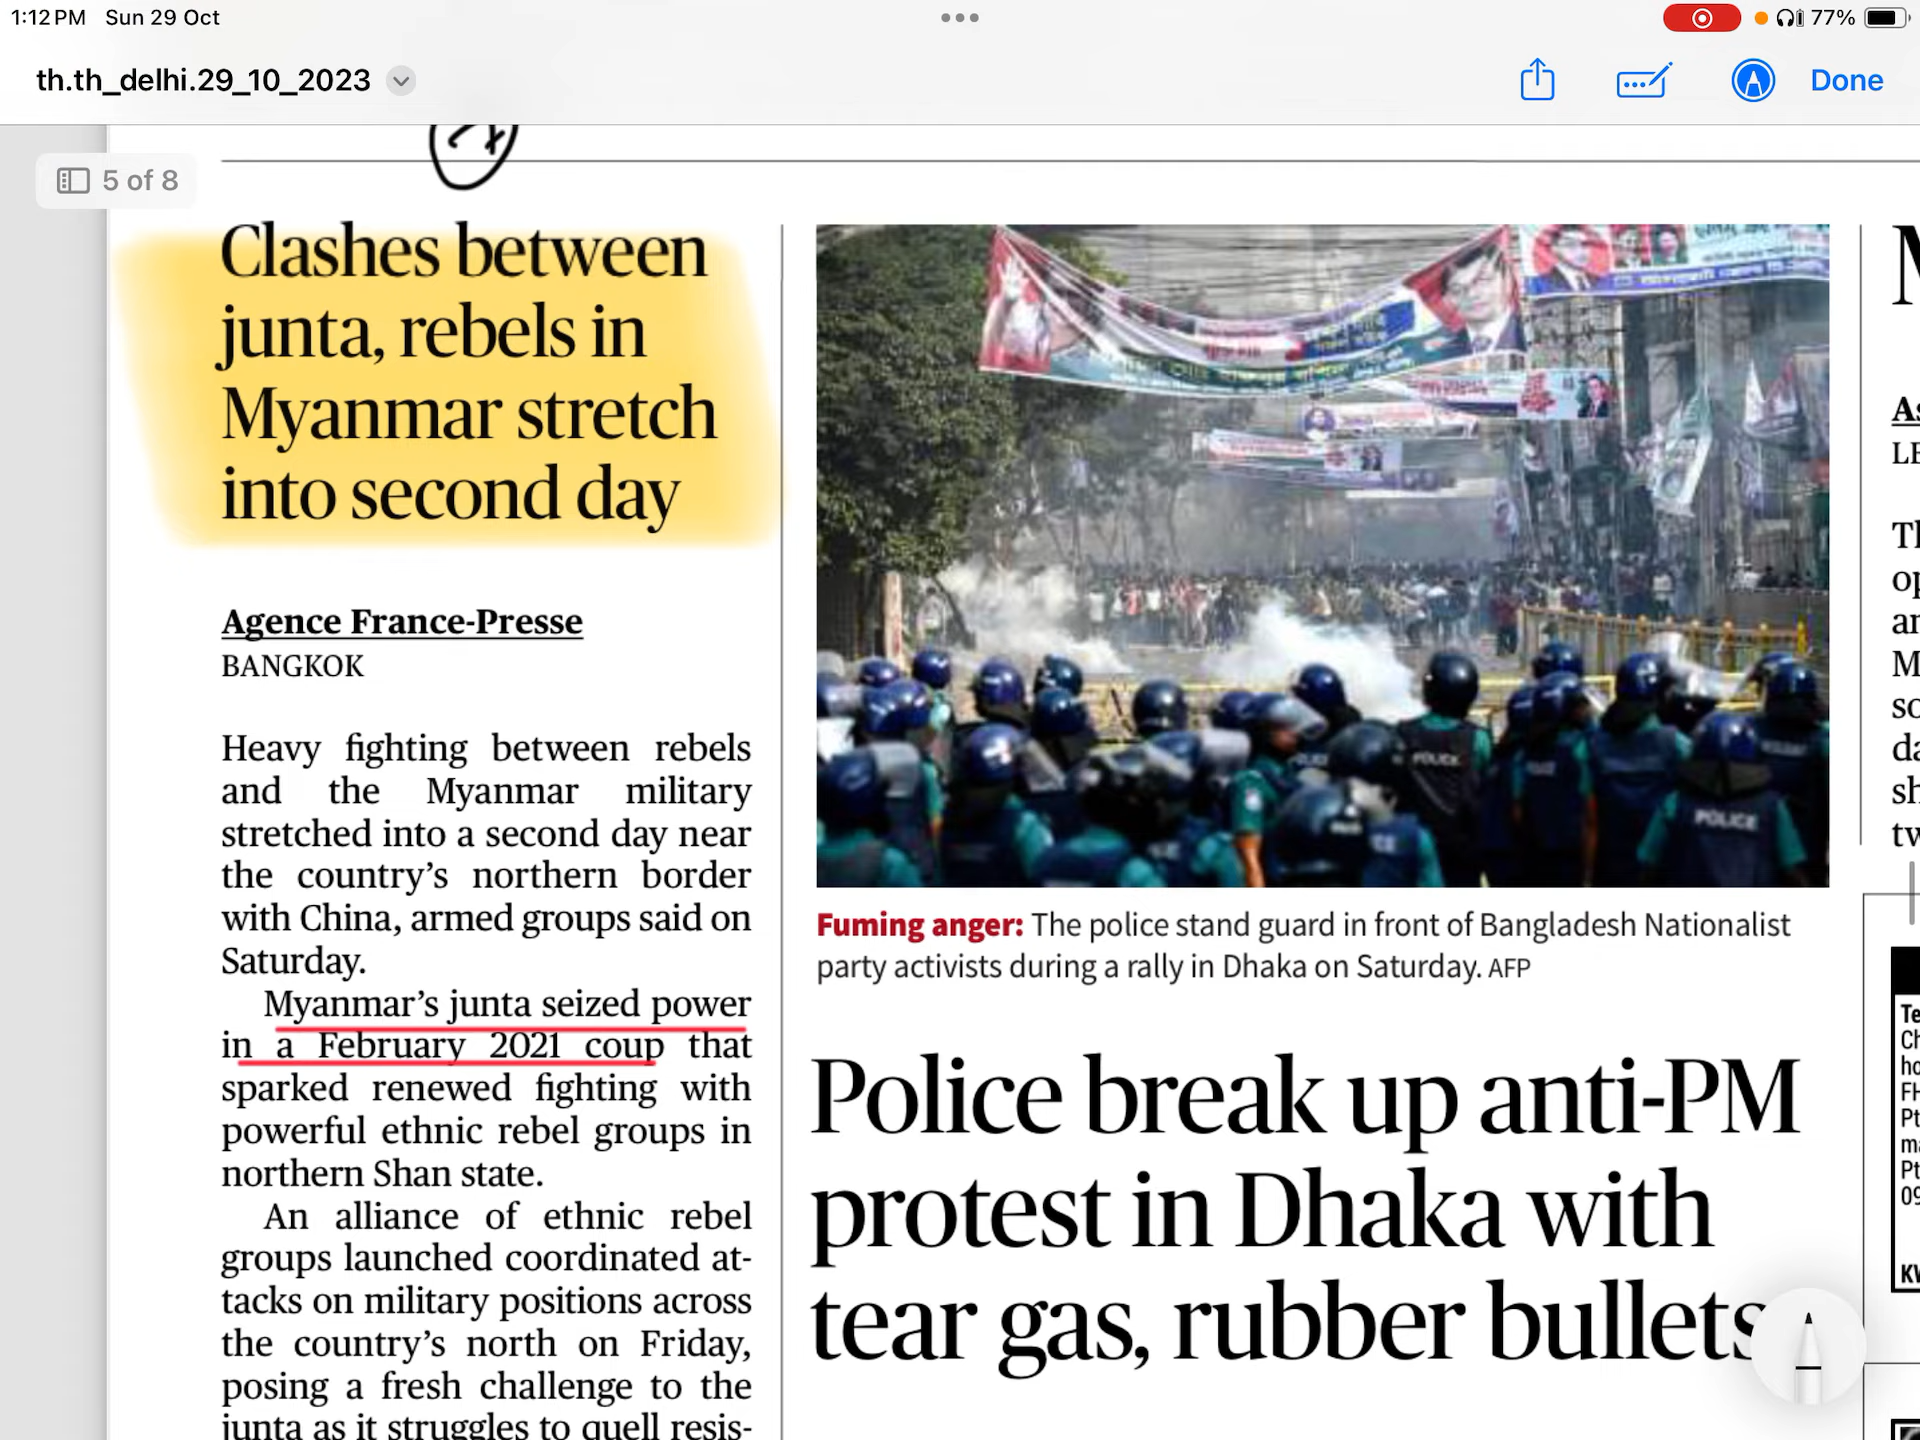 1:12 PM Sun 29 Oct
77%
th.th_delhi.29_10_2023
Done
5 of 8
Clashes between
junta, rebels in
Myanmar stretch
into second day
Agence France-Presse
BANGKOK
Heavy fighting between rebels
and the Myanmar military
stretched into a second day near
the country’s northern border
with China, armed groups said on
Saturday.
Myanmar’s junta seized power
in a February 2021 coup that
sparked renewed fighting with
powerful ethnic rebel groups in
northern Shan state.
An alliance of ethnic rebel
groups launched coordinated at-
tacks on military positions across
the country’s north on Friday,
posing a fresh challenge to the
junta as it struggles to quell resis-
POLICE
POLICE
Fuming anger: The police stand guard in front of Bangladesh Nationalist
party activists during a rally in Dhaka on Saturday. AFP
Police break up anti-PM
protest in Dhaka with
tear gas, rubber bullets